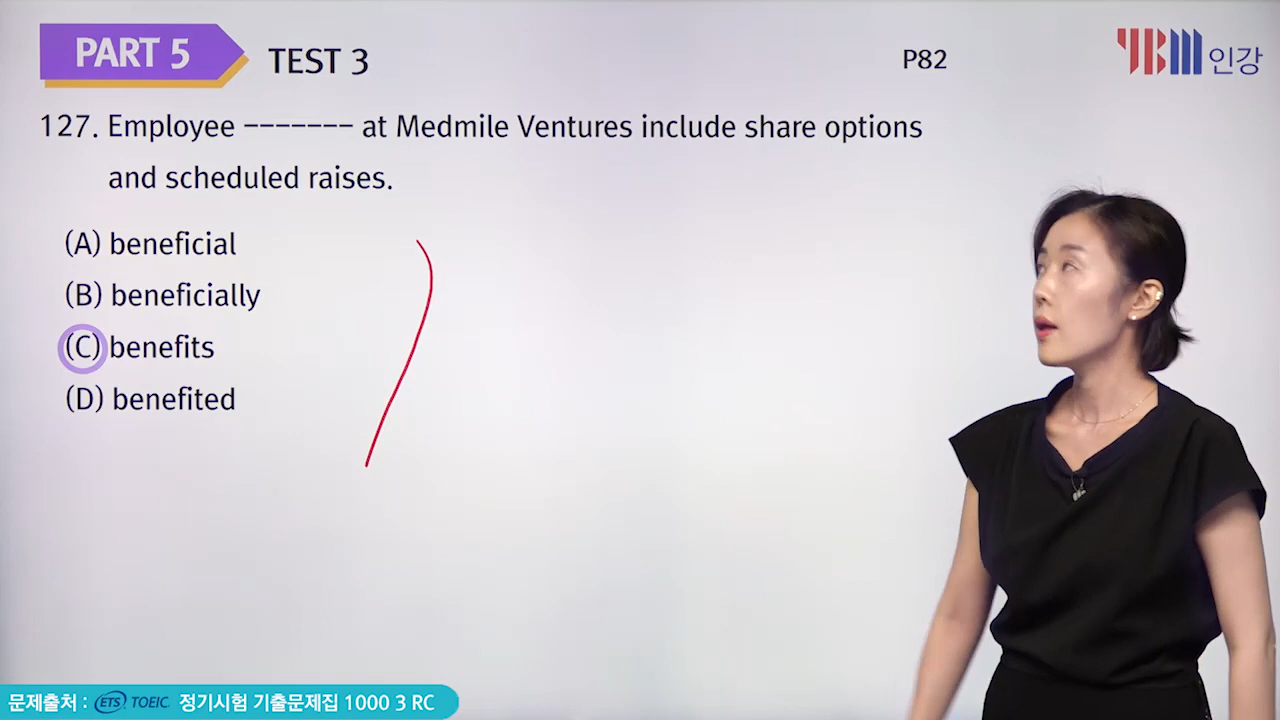 PART 5
TEST 3
P82
YBM 인강
127. Employee ––––––– at Medmile Ventures include share options
and scheduled raises.
(A) beneficial
(B) beneficially
(C) benefits
(D) benefited
문제출처 : ETS TOEIC 정기시험 기출문제집 1000 3 RC